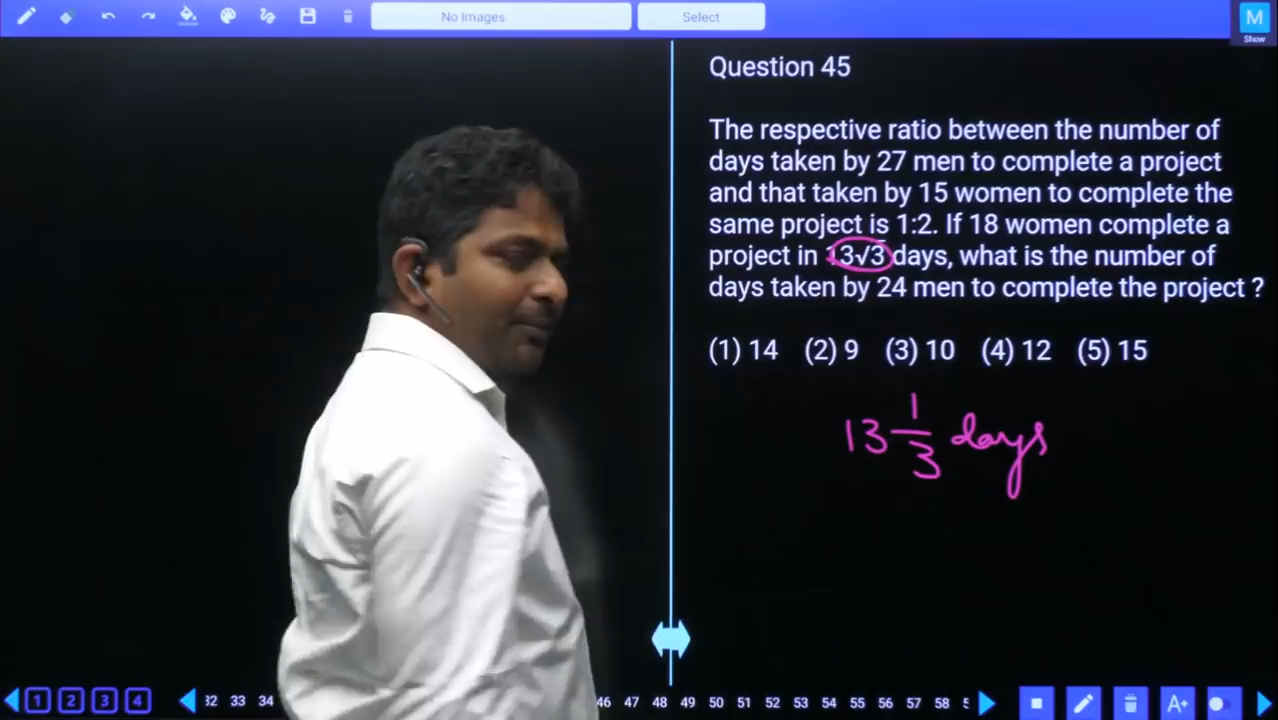 No Images
Select
M
Show
Question 45
The respective ratio between the number of
days taken by 27 men to complete a project
and that taken by 15 women to complete the
same project is 1:2. If 18 women complete a
project in 13√3 days, what is the number of
days taken by 24 men to complete the project ?
(1) 14 (2) 9 (3) 10 (4) 12 (5) 15
13 1/3 days
1 2 3 4
32 33 34
46 47 48 49 50 51 52 53 54 55 56 57 58
A+